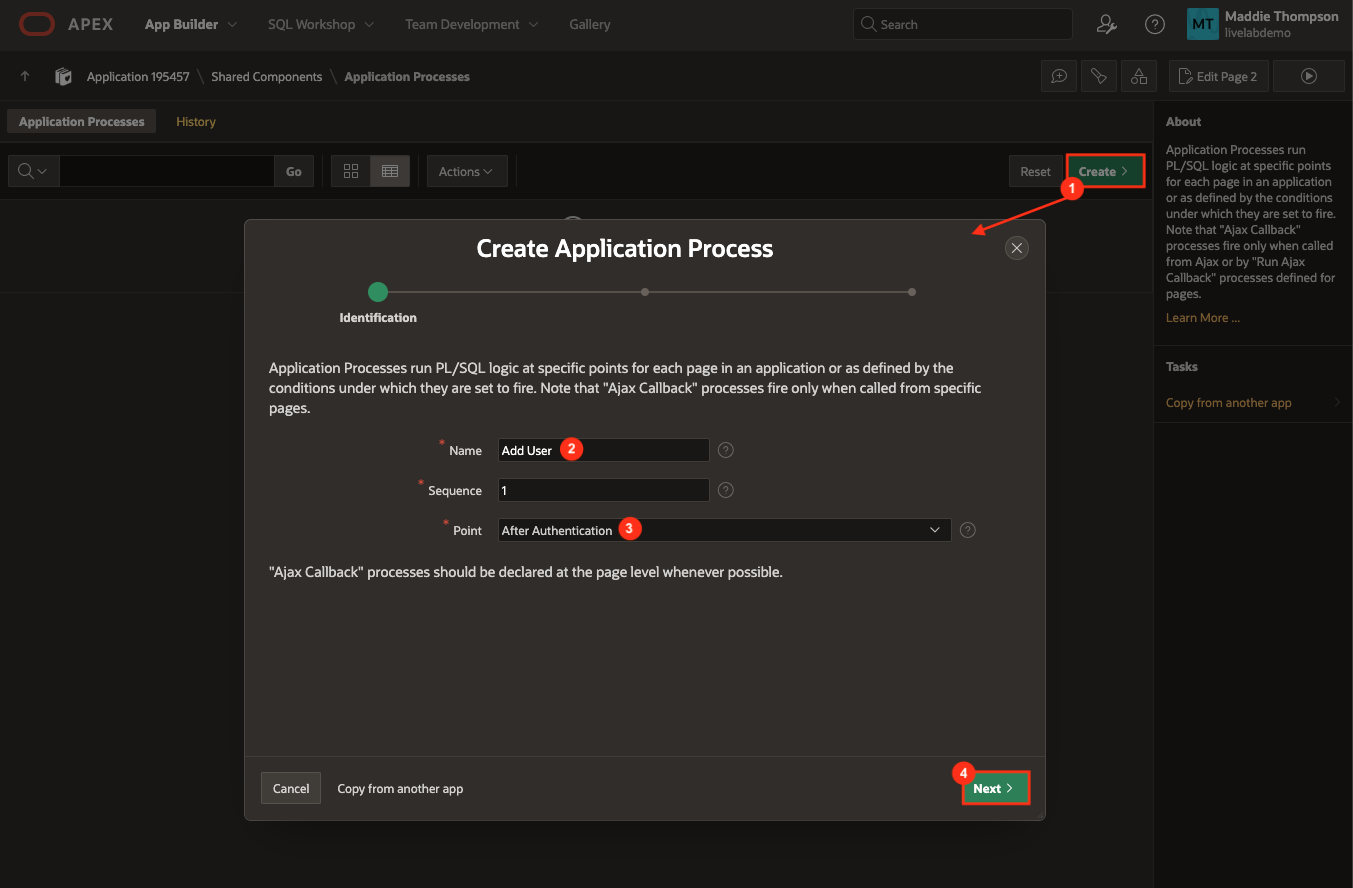 APEX App Builder SQL Workshop Team Development Gallery Search MT Maddie Thompson
livelabdemo
Application 195457 \ Shared Components \ Application Processes Edit Page 2
Application Processes History
Go Actions Reset Create
1
About
Application Processes run
PL/SQL logic at specific points
for each page in an application
or as defined by the conditions
under which they are set to fire.
Note that "Ajax Callback"
processes fire only when called
from Ajax or by "Run Ajax
Callback" processes defined for
pages.
Learn More ...
Tasks
Copy from another app
Create Application Process
Identification
Application Processes run PL/SQL logic at specific points for each page in an application or as defined by the
conditions under which they are set to fire. Note that "Ajax Callback" processes fire only when called from specific
pages.
* Name Add User 2 ?
* Sequence 1 ?
* Point After Authentication 3 ?
"Ajax Callback" processes should be declared at the page level whenever possible.
4
Cancel Copy from another app Next